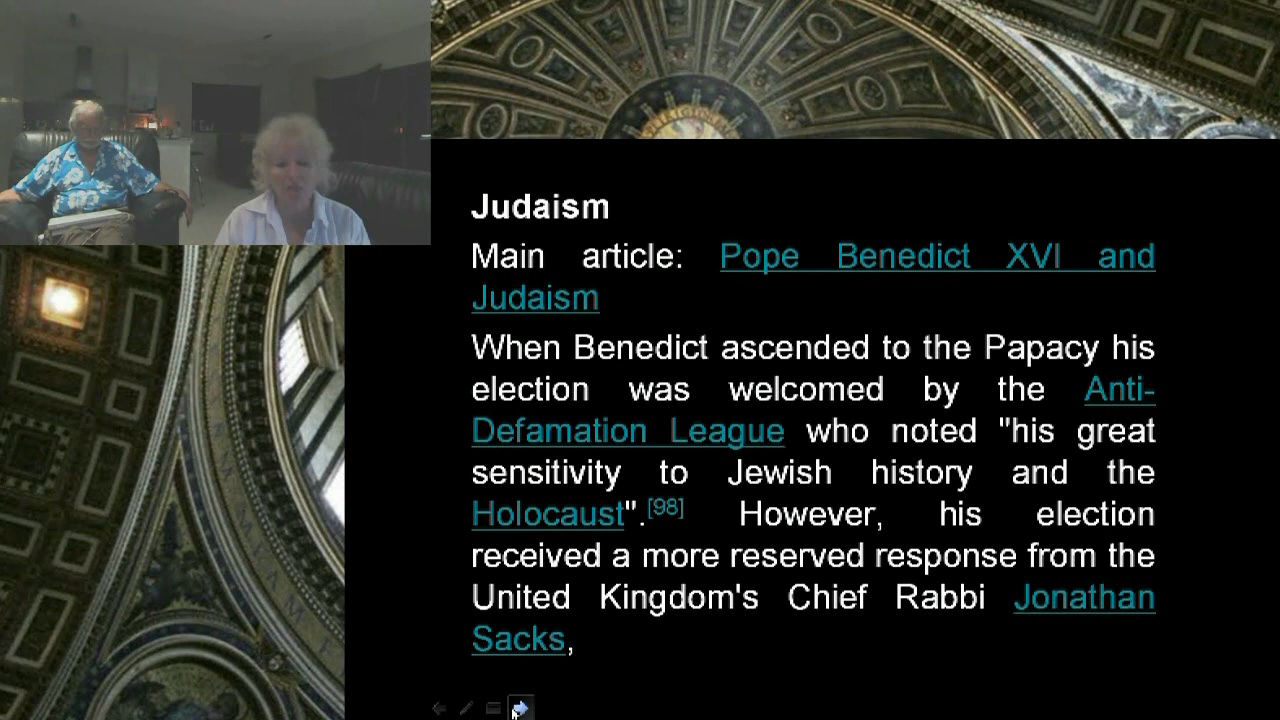 Judaism
Main article: Pope Benedict XVI and
Judaism
When Benedict ascended to the Papacy his
election was welcomed by the Anti-
Defamation League who noted "his great
sensitivity to Jewish history and the
Holocaust".[98] However, his election
received a more reserved response from the
United Kingdom's Chief Rabbi Jonathan
Sacks,